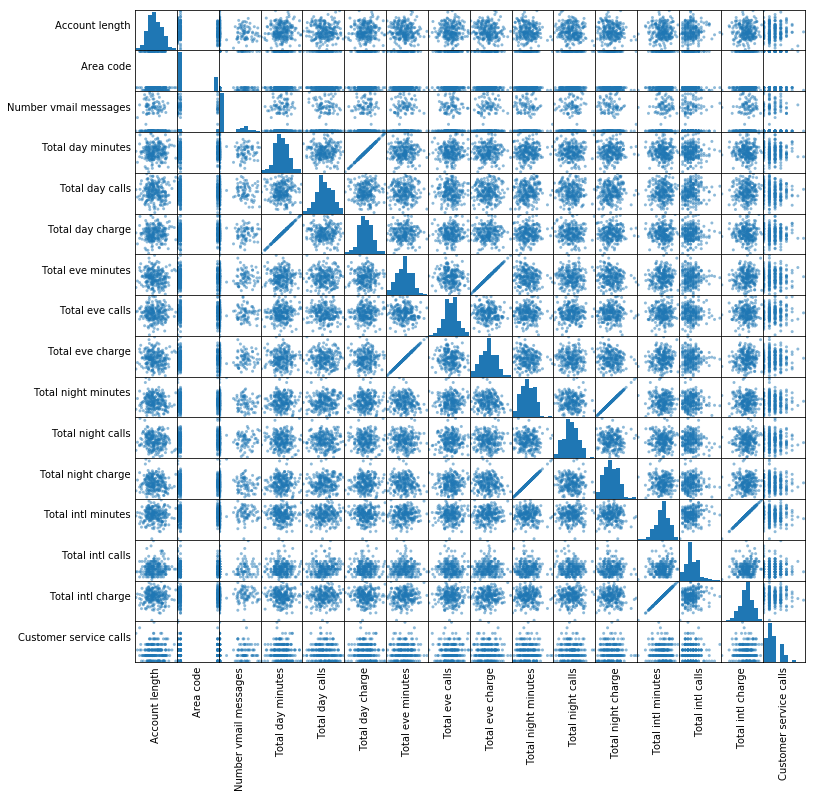 Account length
Area code
Number vmail messages
Total day minutes
Total day calls
Total day charge
Total eve minutes
Total eve calls
Total eve charge
Total night minutes
Total night calls
Total night charge
Total intl minutes
Total intl calls
Total intl charge
Customer service calls
Account length
Area code
Number vmail messages
Total day minutes
Total day calls
Total day charge
Total eve minutes
Total eve calls
Total eve charge
Total night minutes
Total night calls
Total night charge
Total intl minutes
Total intl calls
Total intl charge
Customer service calls